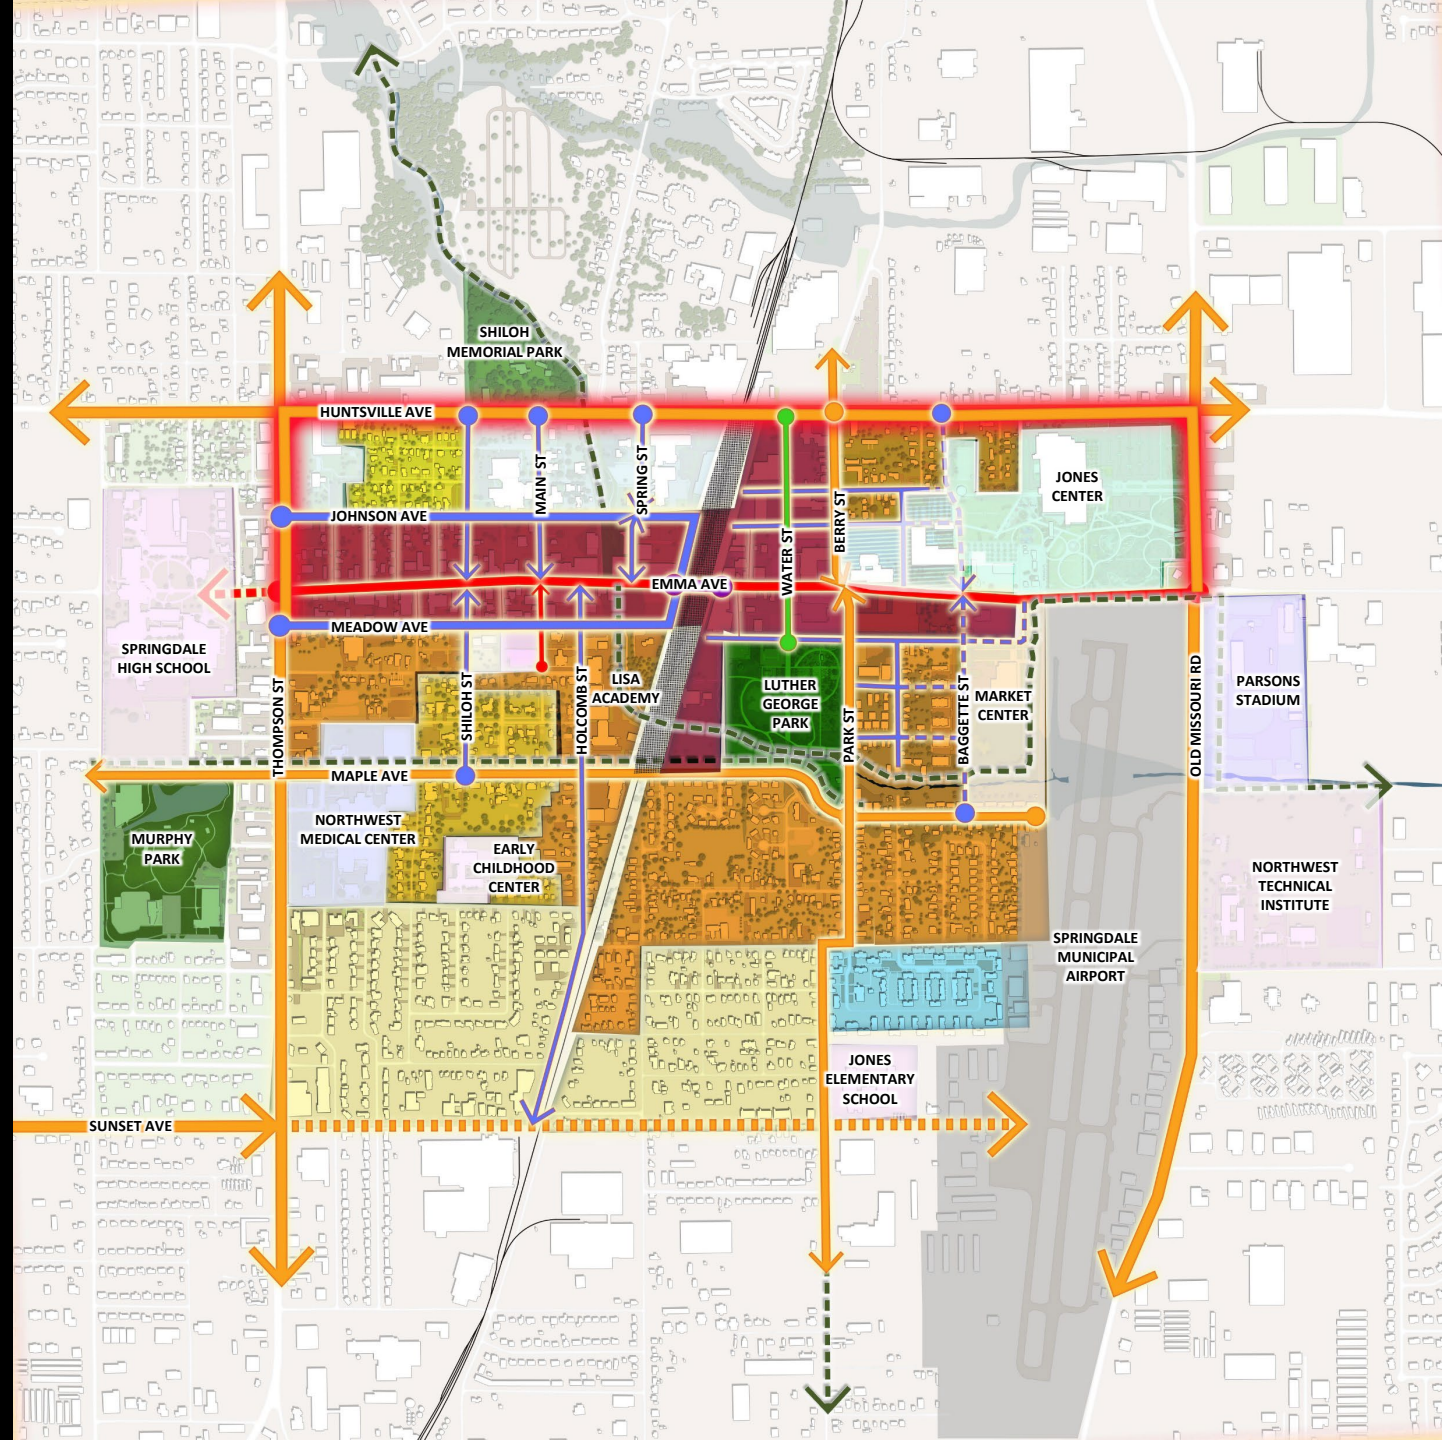 SHILOH
MEMORIAL PARK
HUNTSVILLE AVE
MAIN ST
SPRING ST
JONES
CENTER
JOHNSON AVE
BERRY ST
WATER ST
EMMA AVE
MEADOW AVE
SPRINGDALE
HIGH SCHOOL
THOMPSON ST
SHILOH ST
HOLCOMB ST
LISA
ACADEMY
LUTHER
GEORGE
PARK
PARK ST
BAGGETTE ST
MARKET
CENTER
OLD MISSOURI RD
PARSONS
STADIUM
MAPLE AVE
MURPHY
PARK
NORTHWEST
MEDICAL CENTER
EARLY
CHILDHOOD
CENTER
NORTHWEST
TECHNICAL
INSTITUTE
SPRINGDALE
MUNICIPAL
AIRPORT
JONES
ELEMENTARY
SCHOOL
SUNSET AVE